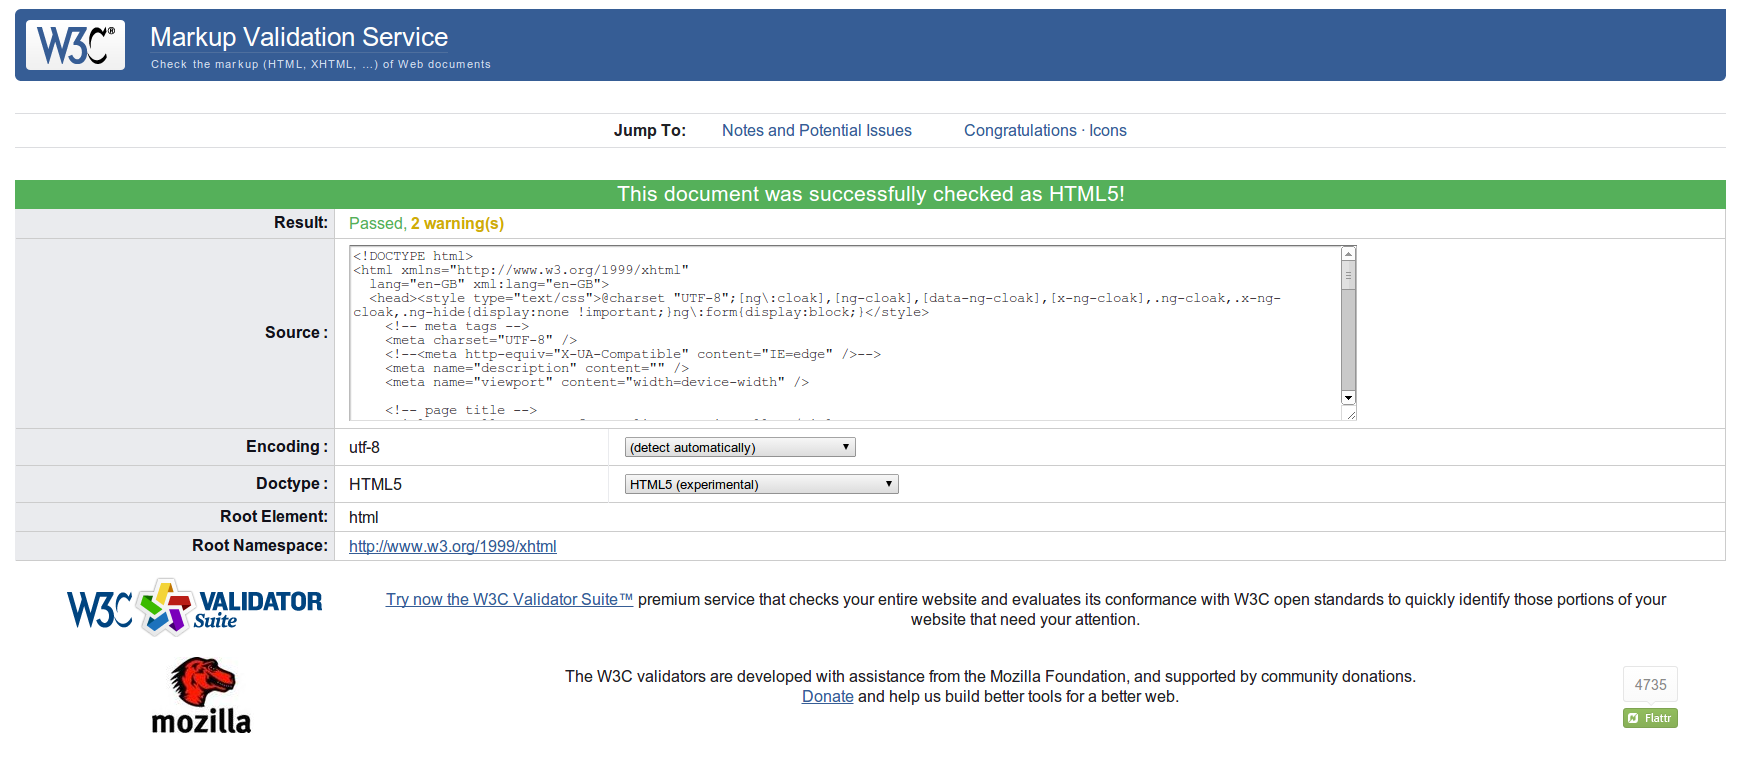 W3C®
Markup Validation Service
Check the markup (HTML, XHTML, …) of Web documents
Jump To: Notes and Potential Issues Congratulations · Icons
This document was successfully checked as HTML5!
Result: Passed, 2 warning(s)
Source :
<!DOCTYPE html>
<html xmlns="http://www.w3.org/1999/xhtml"
lang="en-GB" xml:lang="en-GB">
<head><style type="text/css">@charset "UTF-8";[ng\:cloak],[ng-cloak],[data-ng-cloak],[x-ng-cloak],.ng-cloak,.x-ng-
cloak,.ng-hide{display:none !important;}ng\:form{display:block;}</style>
<!-- meta tags -->
<meta charset="UTF-8" />
<!--<meta http-equiv="X-UA-Compatible" content="IE=edge" />-->
<meta name="description" content="" />
<meta name="viewport" content="width=device-width" />
<!-- page title -->
Encoding : utf-8 (detect automatically)
Doctype : HTML5 HTML5 (experimental)
Root Element: html
Root Namespace: http://www.w3.org/1999/xhtml
W3C VALIDATOR Suite
Try now the W3C Validator Suite™ premium service that checks your entire website and evaluates its conformance with W3C open standards to quickly identify those portions of your
website that need your attention.
mozilla
The W3C validators are developed with assistance from the Mozilla Foundation, and supported by community donations.
Donate and help us build better tools for a better web.
4735
Flattr